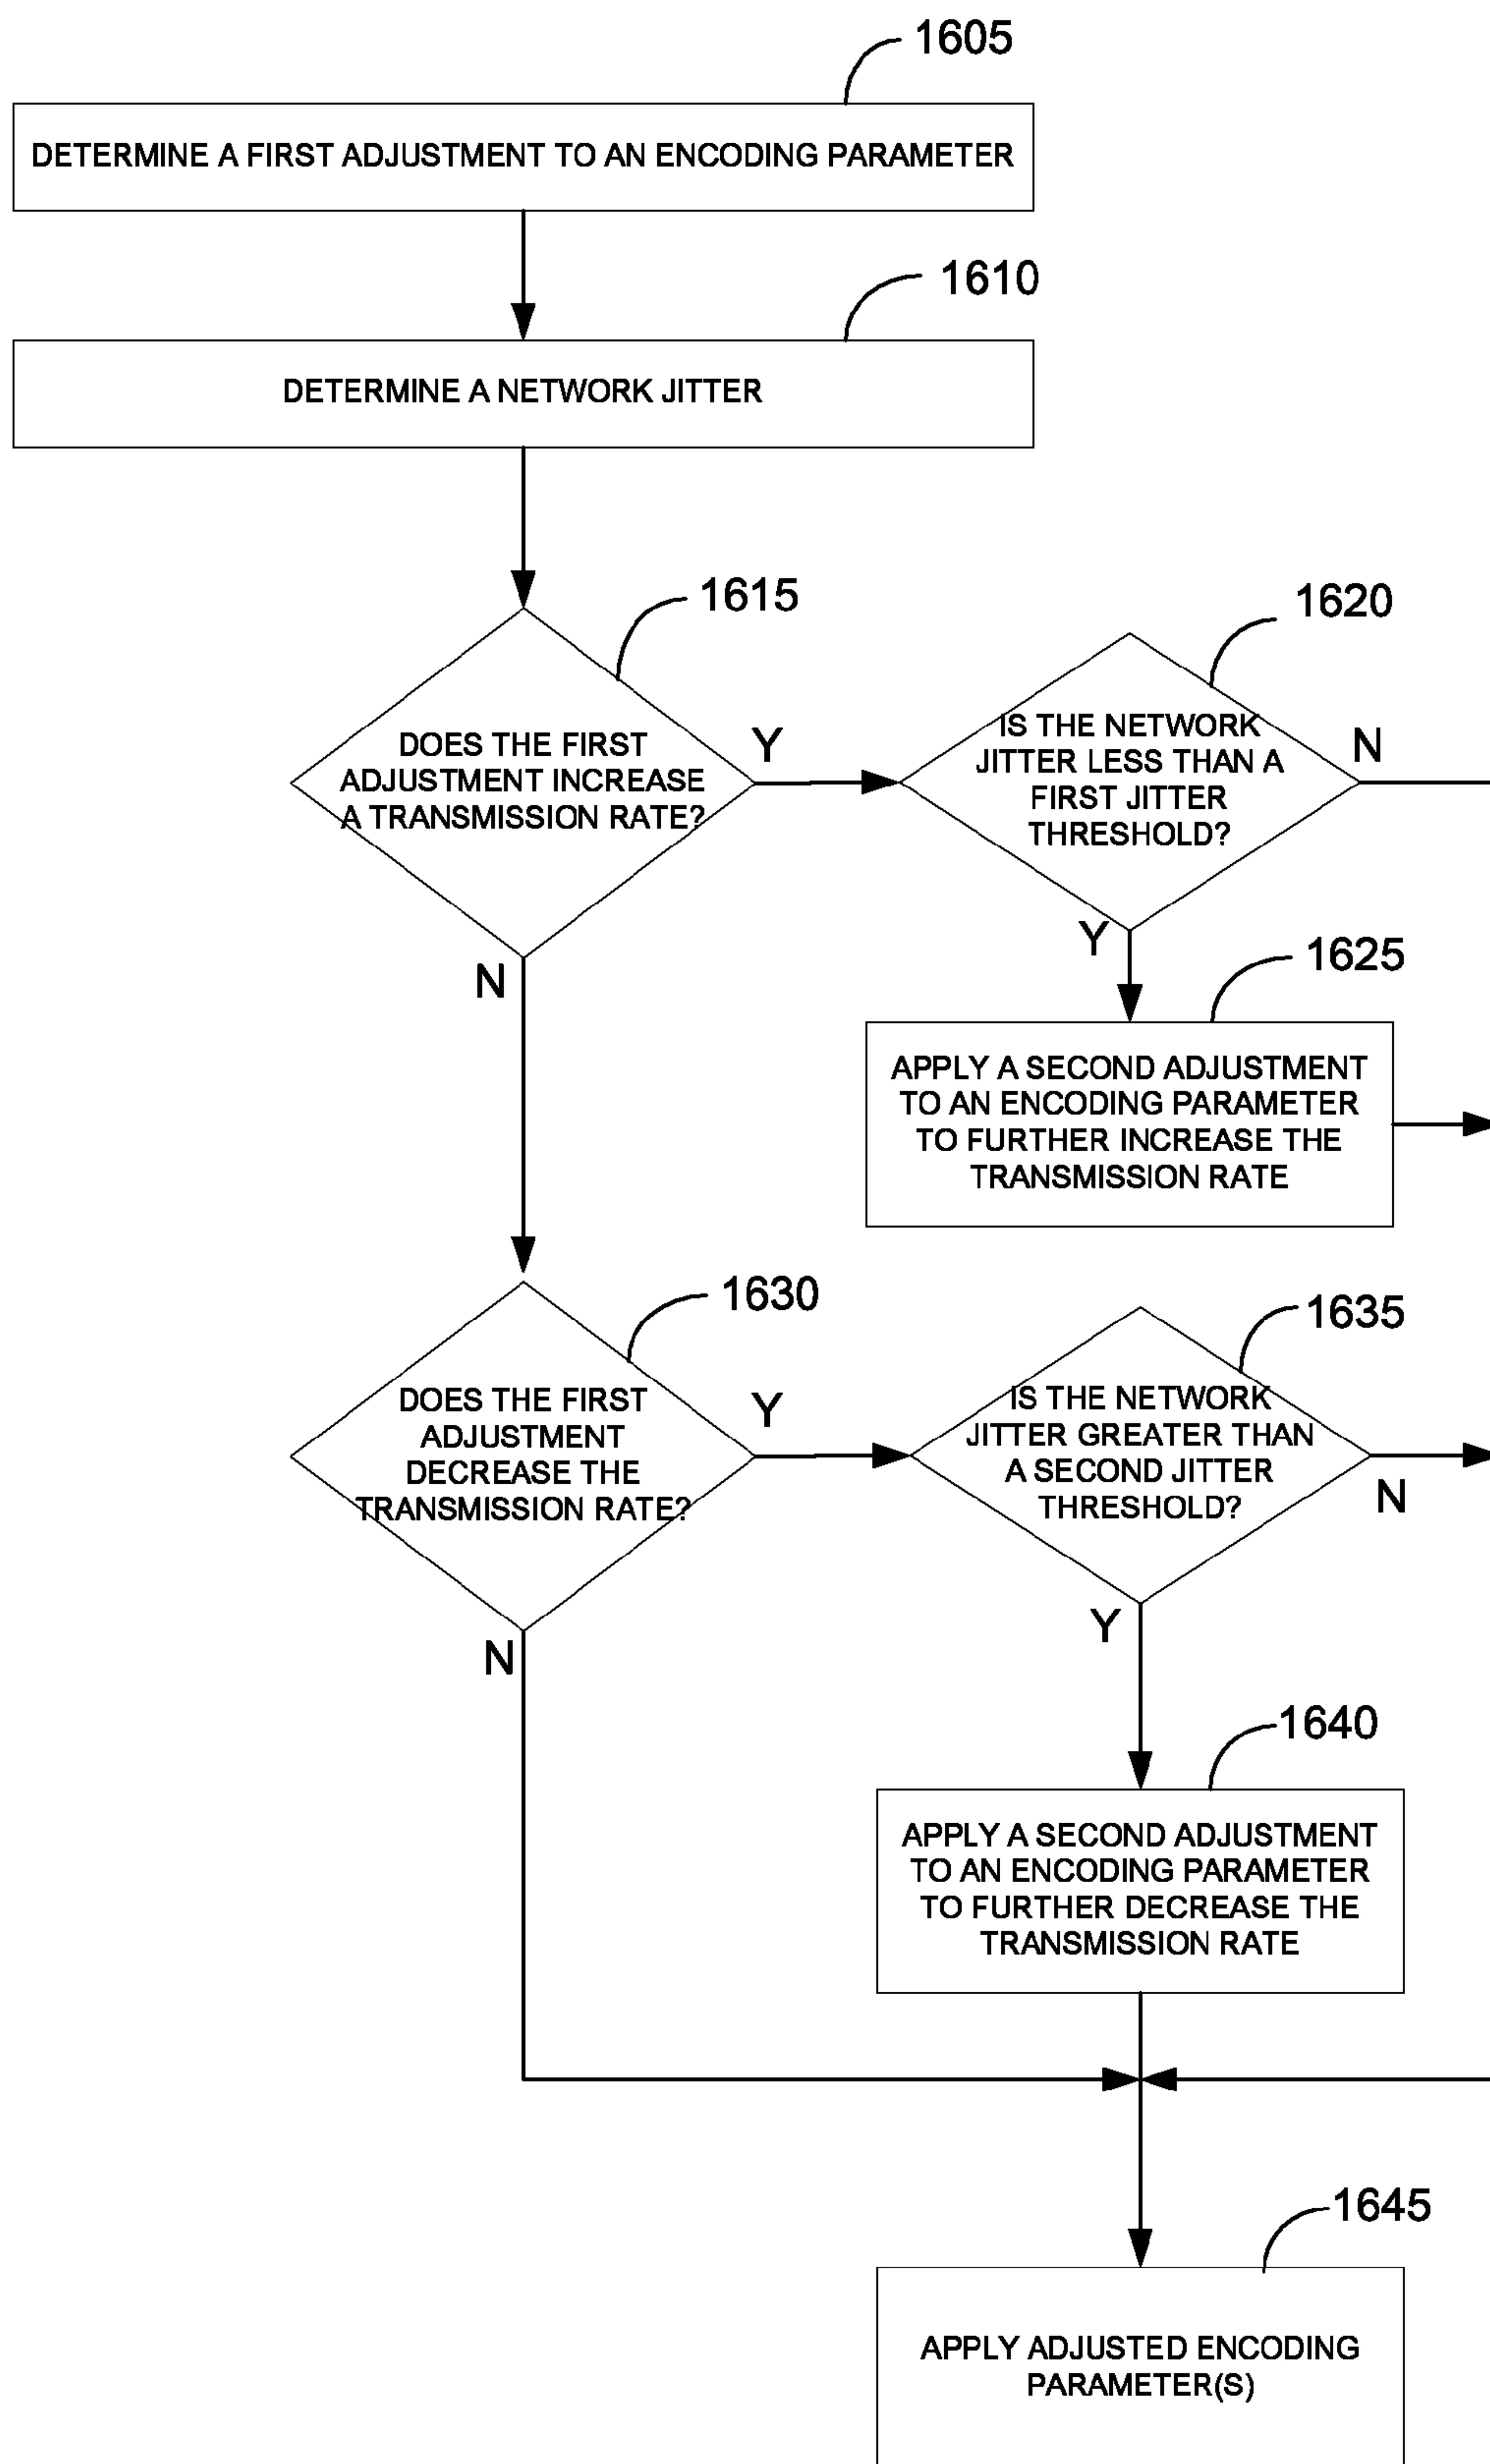 1605
DETERMINE A FIRST ADJUSTMENT TO AN ENCODING PARAMETER
1610
DETERMINE A NETWORK JITTER
1615
DOES THE FIRST
ADJUSTMENT INCREASE
A TRANSMISSION RATE?
Y
N
1620
IS THE NETWORK
JITTER LESS THAN A
FIRST JITTER
THRESHOLD?
N
Y
1625
APPLY A SECOND ADJUSTMENT
TO AN ENCODING PARAMETER
TO FURTHER INCREASE THE
TRANSMISSION RATE
1630
DOES THE FIRST
ADJUSTMENT
DECREASE THE
TRANSMISSION RATE?
Y
N
1635
IS THE NETWORK
JITTER GREATER THAN
A SECOND JITTER
THRESHOLD?
N
Y
1640
APPLY A SECOND ADJUSTMENT
TO AN ENCODING PARAMETER
TO FURTHER DECREASE THE
TRANSMISSION RATE
1645
APPLY ADJUSTED ENCODING
PARAMETER(S)